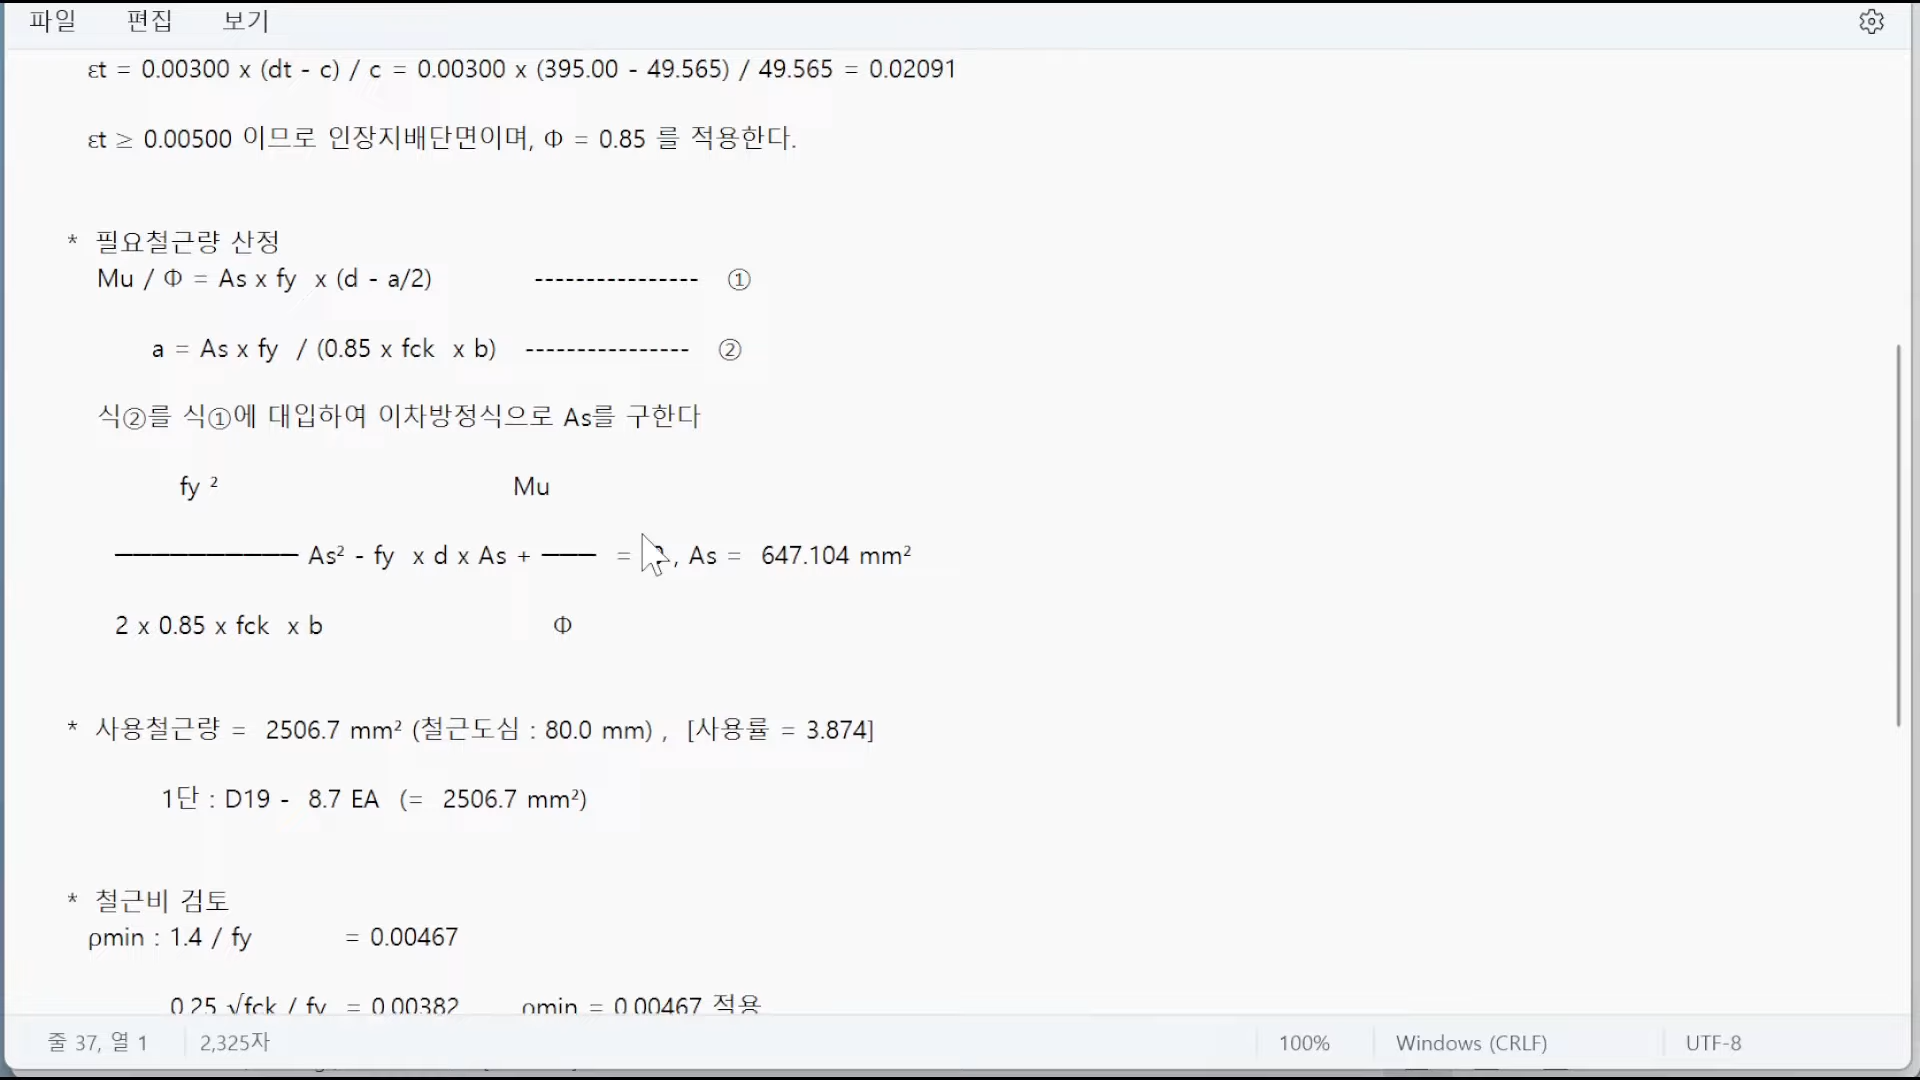 파일 편집 보기
εt = 0.00300 x (dt - c) / c = 0.00300 x (395.00 - 49.565) / 49.565 = 0.02091
εt ≥ 0.00500 이므로 인장지배단면이며, Φ = 0.85 를 적용한다.
* 필요철근량 산정
Mu / Φ = As x fy x (d - a/2) ---------------- ①
a = As x fy / (0.85 x fck x b) ---------------- ②
식②를 식①에 대입하여 이차방정식으로 As를 구한다
fy ² Mu
────────── As² - fy x d x As + ─── = , As = 647.104 mm²
2 x 0.85 x fck x b Φ
* 사용철근량 = 2506.7 mm² (철근도심 : 80.0 mm) , [사용률 = 3.874]
1단 : D19 - 8.7 EA (= 2506.7 mm²)
* 철근비 검토
ρmin : 1.4 / fy = 0.00467
0.25 √fck / fy = 0.00382 ρmin = 0.00467 적용
줄 37, 열 1 2,325자 100% Windows (CRLF) UTF-8